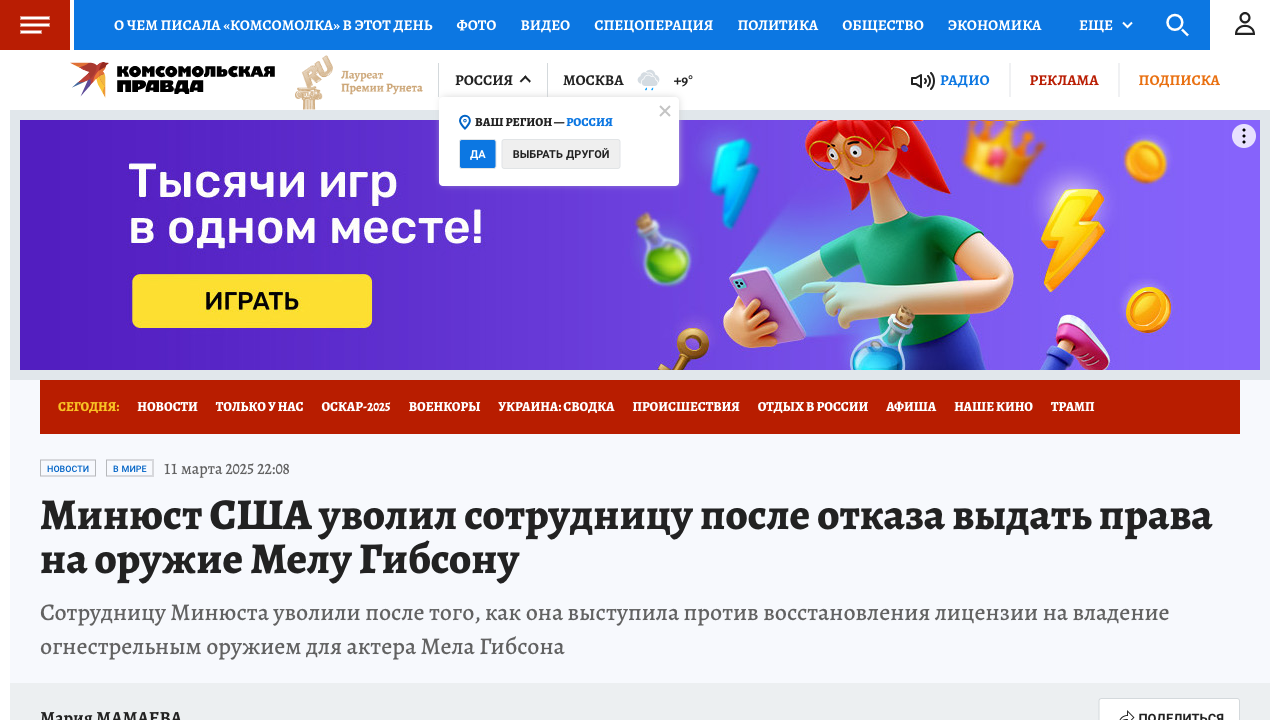 О ЧЕМ ПИСАЛА «КОМСОМОЛКА» В ЭТОТ ДЕНЬ ФОТО ВИДЕО СПЕЦОПЕРАЦИЯ ПОЛИТИКА ОБЩЕСТВО ЭКОНОМИКА ЕЩЕ
КОМСОМОЛЬСКАЯ
ПРАВДА
.RU
Лауреат
Премии Рунета
РОССИЯ МОСКВА +9° РАДИО РЕКЛАМА ПОДПИСКА
ВАШ РЕГИОН — РОССИЯ
ДА ВЫБРАТЬ ДРУГОЙ
Тысячи игр
в одном месте!
ИГРАТЬ
СЕГОДНЯ: НОВОСТИ ТОЛЬКО У НАС ОСКАР-2025 ВОЕНКОРЫ УКРАИНА: СВОДКА ПРОИСШЕСТВИЯ ОТДЫХ В РОССИИ АФИША НАШЕ КИНО ТРАМП
НОВОСТИ В МИРЕ 11 марта 2025 22:08
Минюст США уволил сотрудницу после отказа выдать права
на оружие Мелу Гибсону
Сотрудницу Минюста уволили после того, как она выступила против восстановления лицензии на владение
огнестрельным оружием для актера Мела Гибсона
Мария МАМАЕВА
ПОДЕЛИТЬСЯ